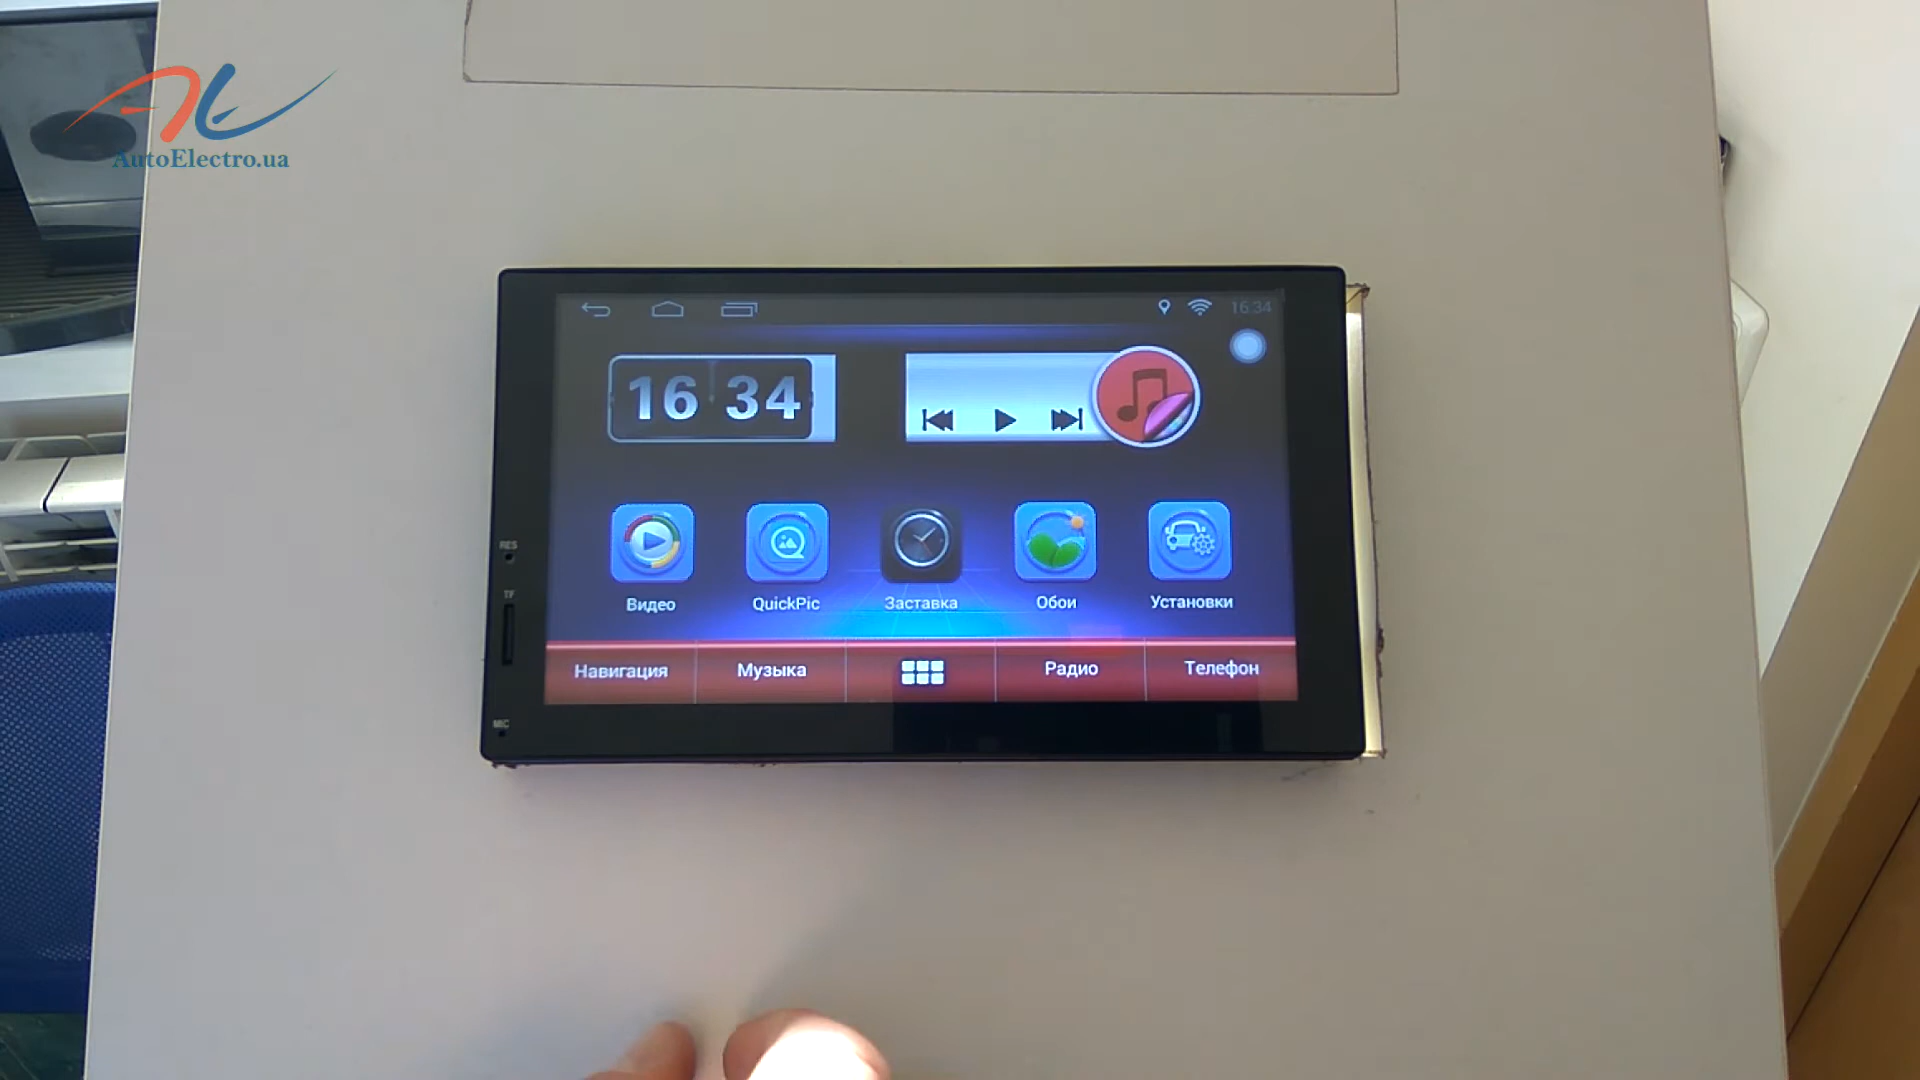 AutoElectro.ua
16:34
16 34
Видео
QuickPic
Заставка
Обои
Установки
Навигация
Музыка
Радио
Телефон
RES
TF
MIC